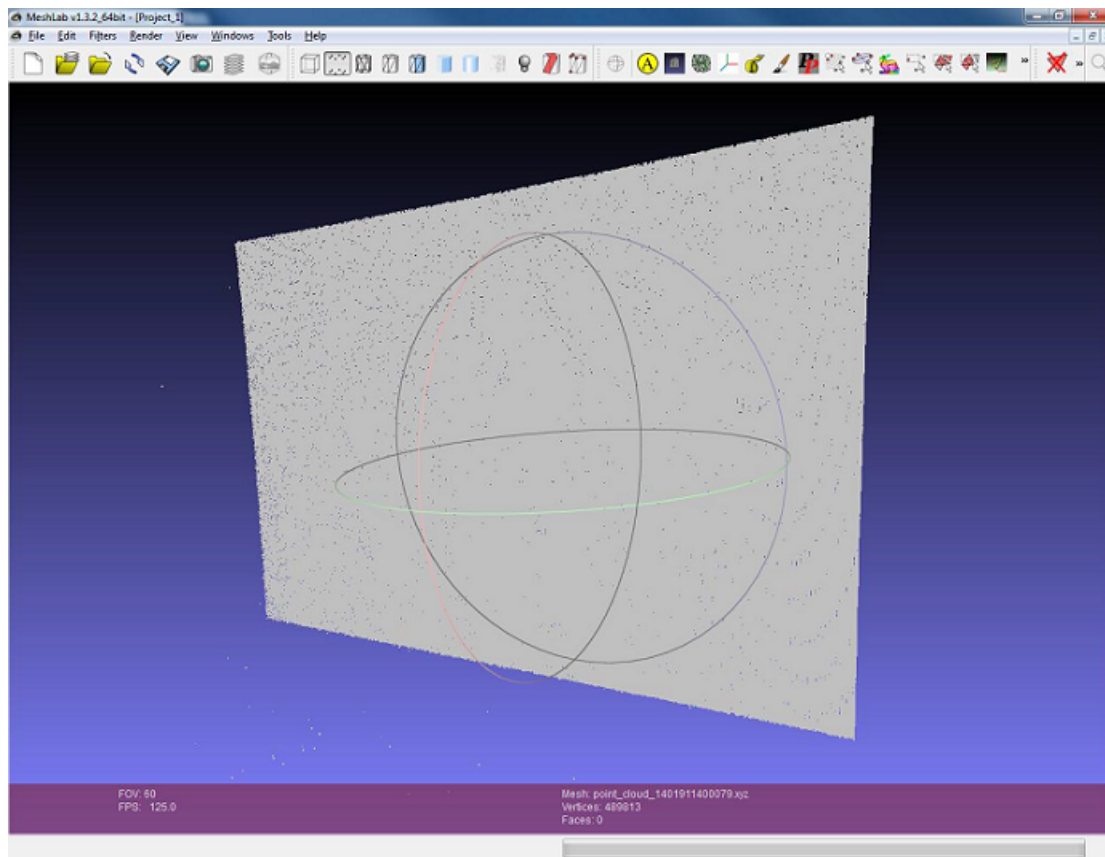 MeshLab v1.3.2_64bit - [Project_1]
File Edit Filters Render View Windows Tools Help
FOV: 60
FPS: 125.0
Mesh: point_cloud_1401911400079.xyz
Vertices: 489813
Faces: 0